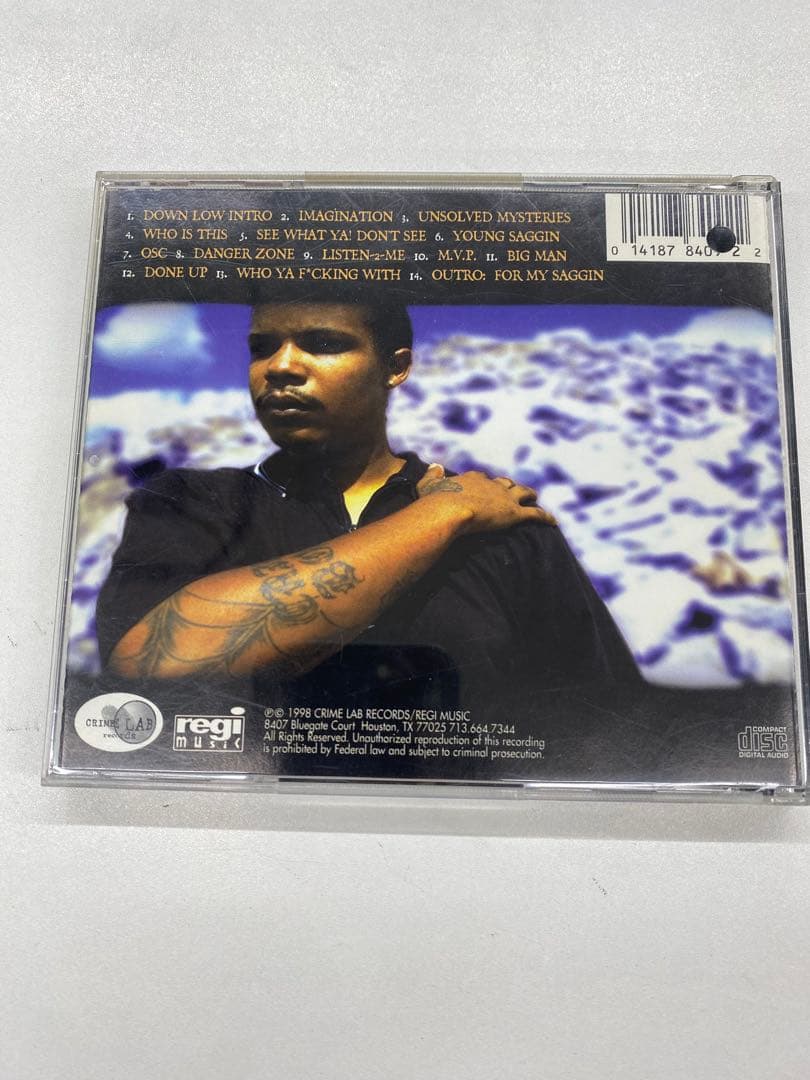 1. DOWN LOW INTRO 2. IMAGINATION 3. UNSOLVED MYSTERIES
4. WHO IS THIS 5. SEE WHAT YA! DON'T SEE 6. YOUNG SAGGIN
7. OSC 8. DANGER ZONE 9. LISTEN-2-ME 10. M.V.P. 11. BIG MAN
12. DONE UP 13. WHO YA F*CKING WITH 14. OUTRO: FOR MY SAGGIN
0 14187 8407 2 2
CRIME LAB
records
regi
music
℗© 1998 CRIME LAB RECORDS/REGI MUSIC
8407 Bluegate Court Houston, TX 77025 713.664.7344
All Rights Reserved. Unauthorized reproduction of this recording
is prohibited by Federal law and subject to criminal prosecution.
COMPACT
disc
DIGITAL AUDIO